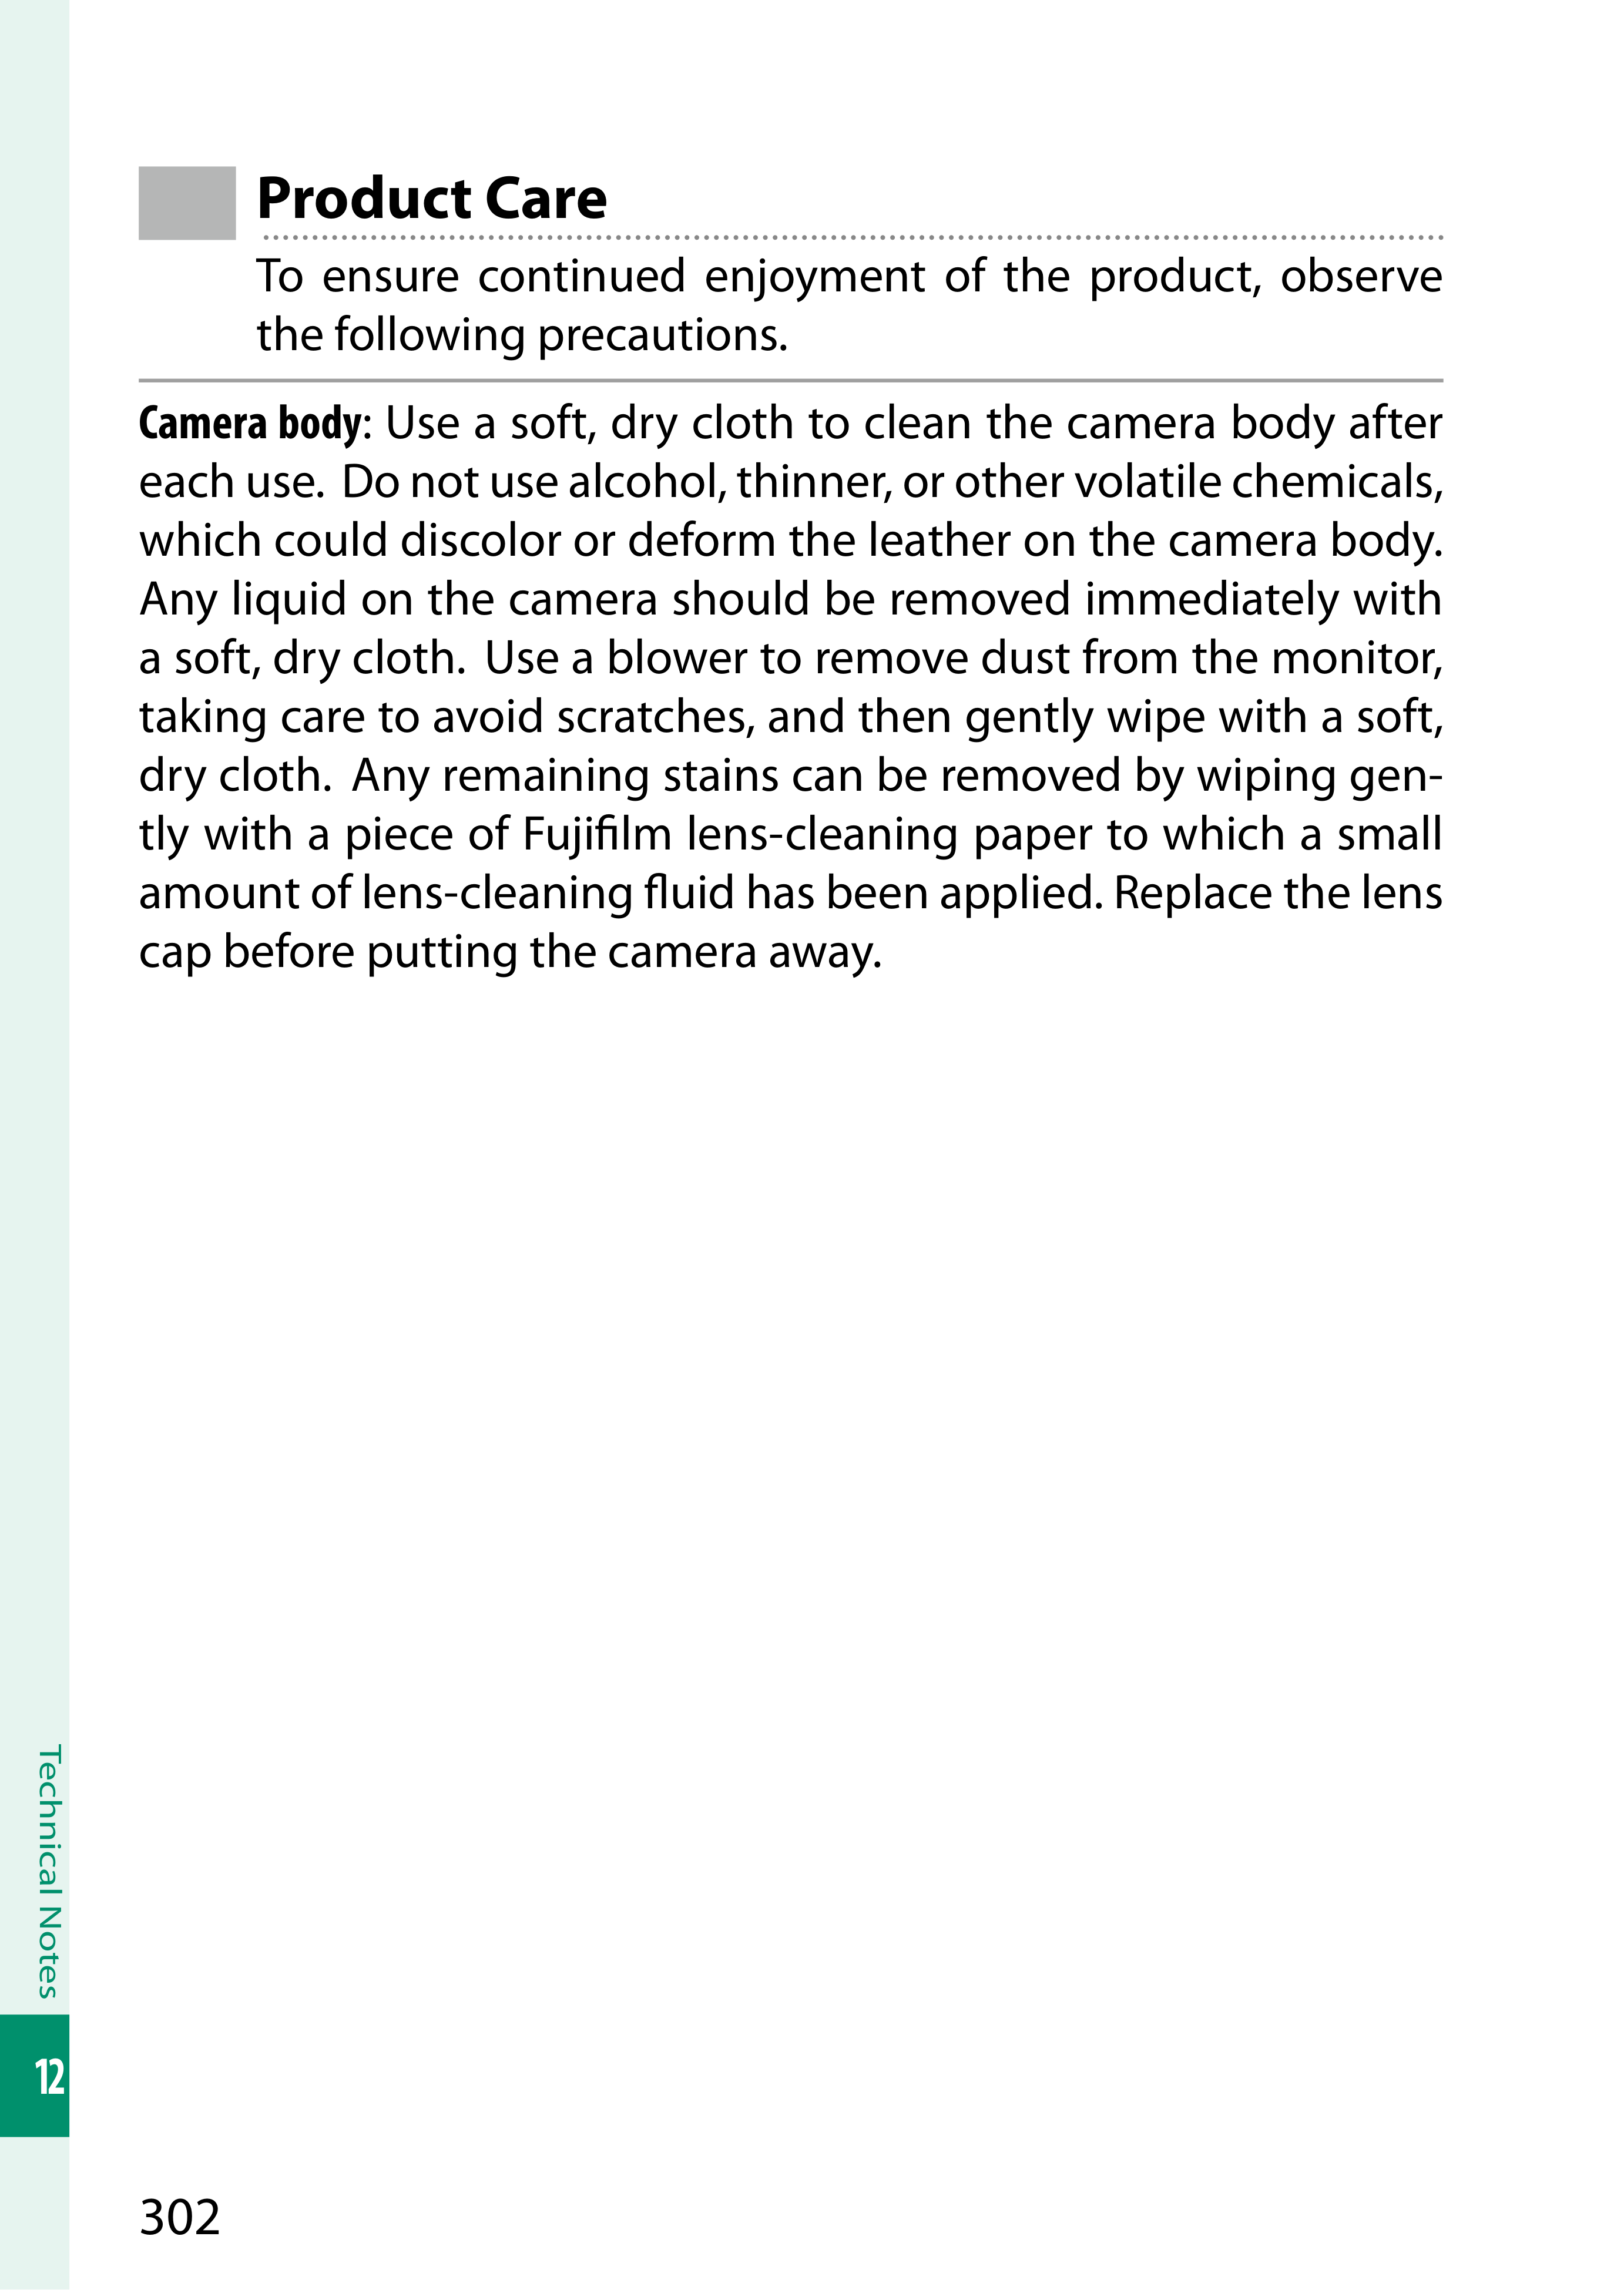 Product Care
To ensure continued enjoyment of the product, observe
the following precautions.
Camera body: Use a soft, dry cloth to clean the camera body after
each use. Do not use alcohol, thinner, or other volatile chemicals,
which could discolor or deform the leather on the camera body.
Any liquid on the camera should be removed immediately with
a soft, dry cloth. Use a blower to remove dust from the monitor,
taking care to avoid scratches, and then gently wipe with a soft,
dry cloth. Any remaining stains can be removed by wiping gen-
tly with a piece of Fujifilm lens-cleaning paper to which a small
amount of lens-cleaning fluid has been applied. Replace the lens
cap before putting the camera away.
Technical Notes
12
302